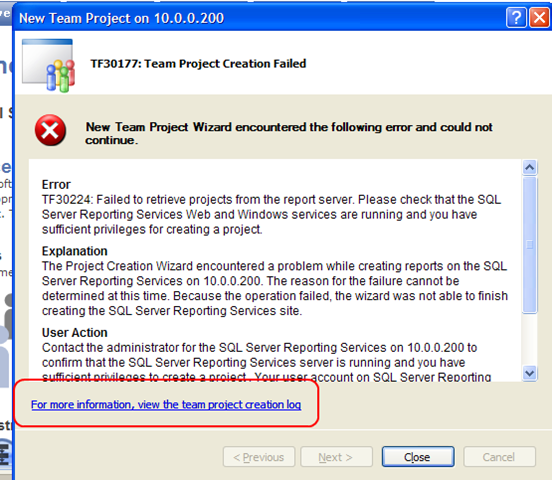 New Team Project on 10.0.0.200
TF30177: Team Project Creation Failed
New Team Project Wizard encountered the following error and could not
continue.
Error
TF30224: Failed to retrieve projects from the report server. Please check that the SQL
Server Reporting Services Web and Windows services are running and you have
sufficient privileges for creating a project.
Explanation
The Project Creation Wizard encountered a problem while creating reports on the SQL
Server Reporting Services on 10.0.0.200. The reason for the failure cannot be
determined at this time. Because the operation failed, the wizard was not able to finish
creating the SQL Server Reporting Services site.
User Action
Contact the administrator for the SQL Server Reporting Services on 10.0.0.200 to
confirm that the SQL Server Reporting Services server is running and you have
sufficient privileges to create a project . Your user account on SQL Server Reporting
For more information, view the team project creation log
< Previous
Next >
Close
Cancel